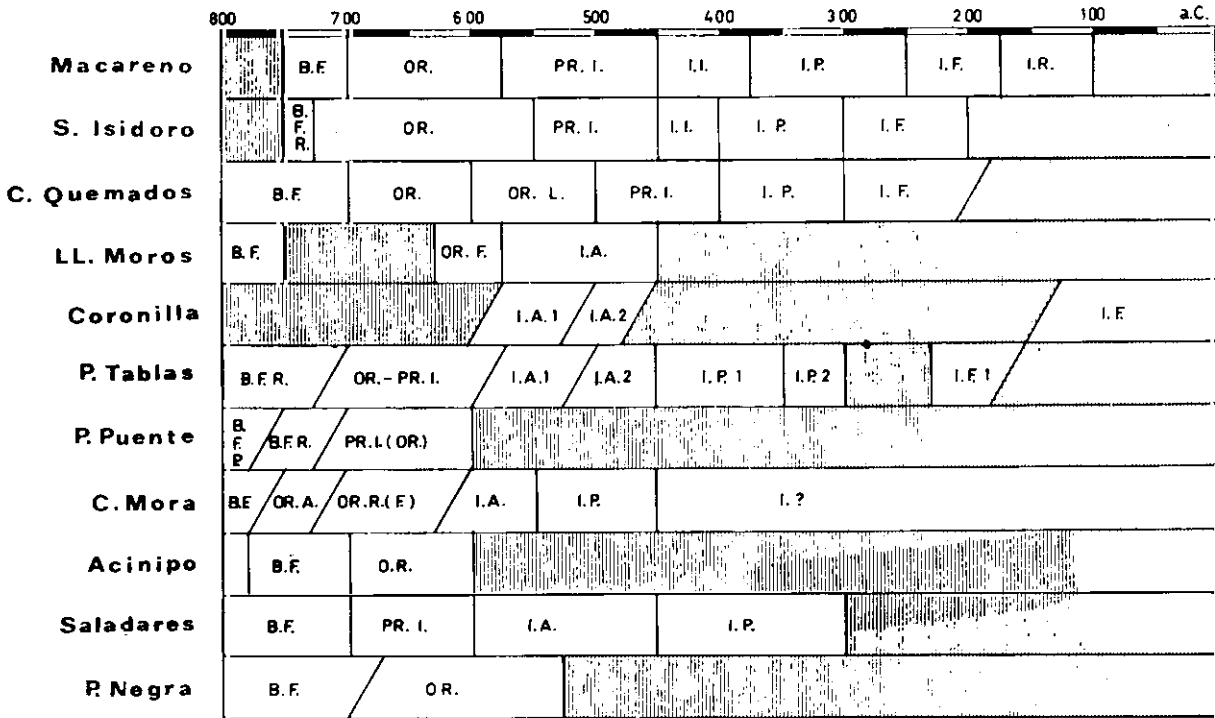 800 700 600 500 400 300 200 100 a.C.
Macareno B.F. OR. PR. I. I.I. I.P. I.F. I.R.
S. Isidoro B. F. R. OR. PR. I. I.I. I. P. I. F.
C. Quemados B.F. OR. OR. L. PR. I. I. P. I. F.
LL. Moros B. F. OR. F. I.A.
Coronilla I.A.1 I.A.2 I.F.
P. Tablas B.F.R. OR.-PR.I. I.A.1 I.A.2 I.P.1 I.P.2 I.F.1
P. Puente B. F. P. B.F.R. PR.I.(OR.)
C. Mora B.F. OR.A. OR.R.(F.) I.A. I.P. I.?
Acinipo B.F. O.R.
Saladares B.F. PR. I. I.A. I.P.
P. Negra B.F. OR.